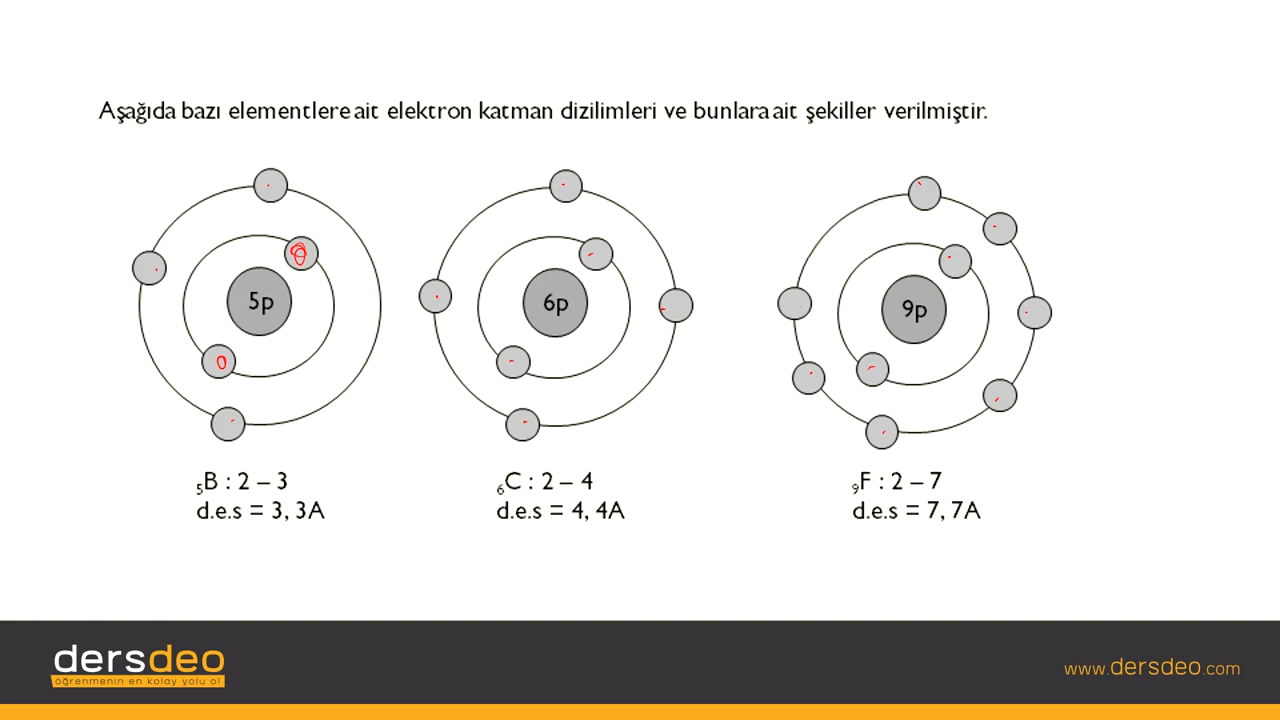 Aşağıda bazı elementlere ait elektron katman dizilimleri ve bunlara ait şekiller verilmiştir.
5p
6p
9p
₅B : 2 – 3
d.e.s = 3, 3A
₆C : 2 – 4
d.e.s = 4, 4A
₉F : 2 – 7
d.e.s = 7, 7A
dersdeo
öğrenmenin en kolay yolu o!
www.dersdeo.com